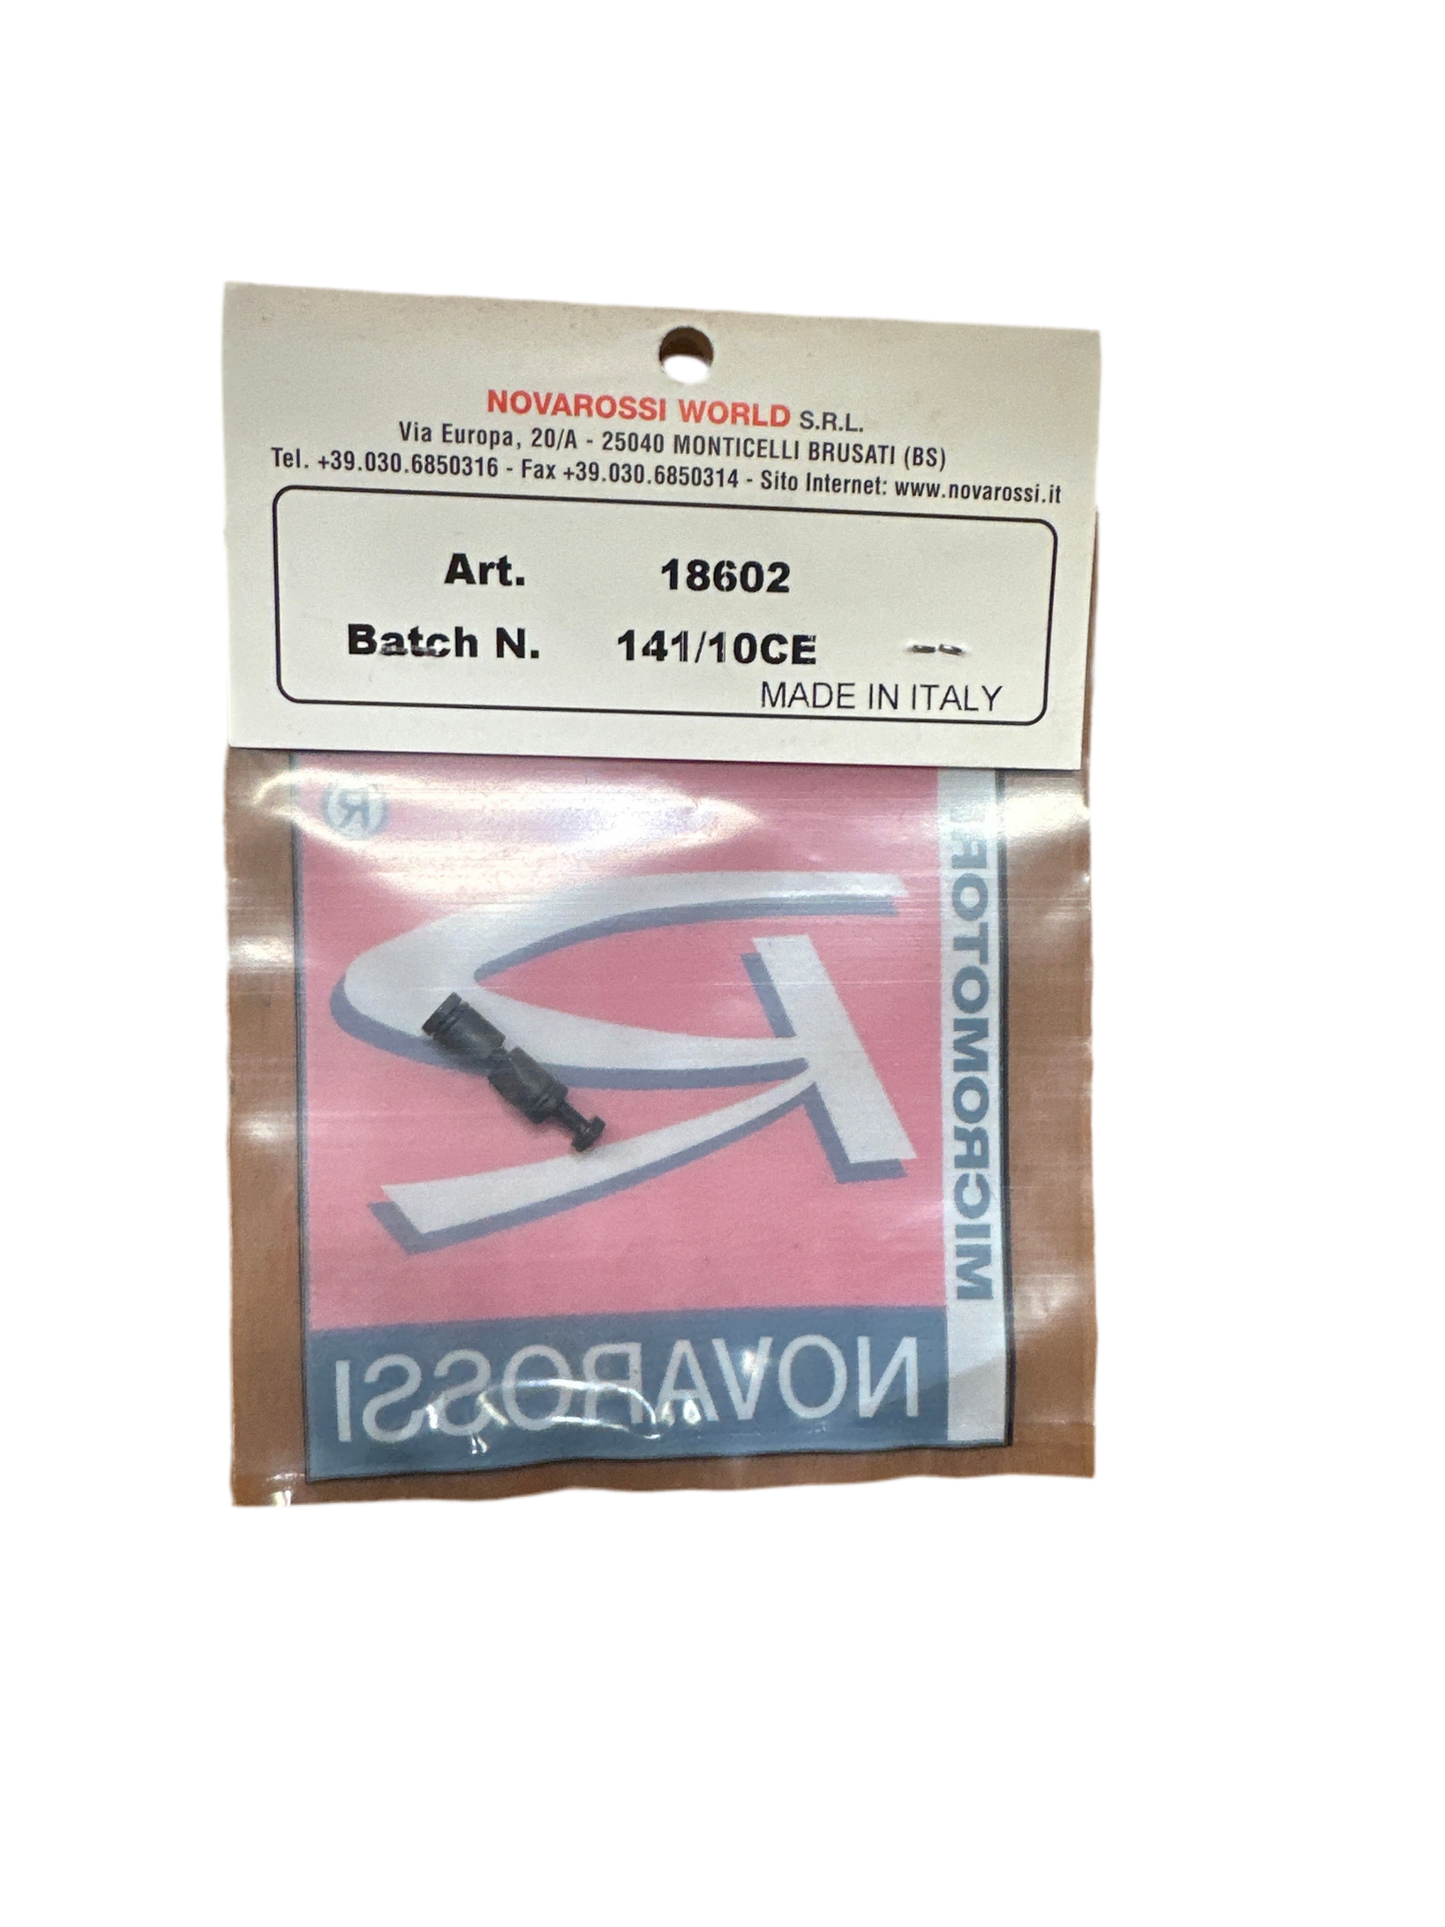 NOVAROSSI WORLD S.R.L.
Via Europa, 20/A - 25040 MONTICELLI BRUSATI (BS)
Tel. +39.030.6850316 - Fax +39.030.6850314 - Sito Internet: www.novarossi.it
Art. 18602
Batch N. 141/10CE
MADE IN ITALY
®
NOVAROSSI